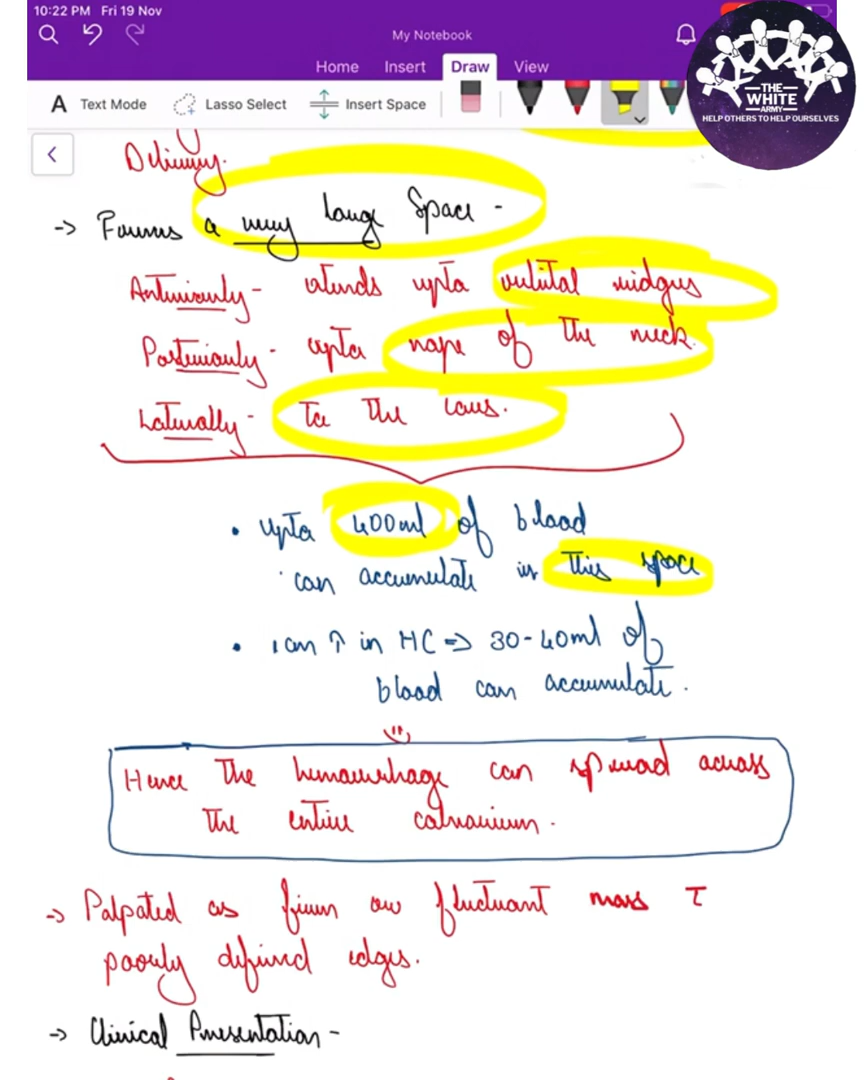 10:22 PM Fri 19 Nov
My Notebook
Home Insert Draw View
A Text Mode Lasso Select Insert Space
THE
WHITE
ARMY
HELP OTHERS TO HELP OURSELVES
Delivery.
-> Forms a very large Space -
Anteriorly - extends upto orbital ridges
Posteriorly - upto nape of the neck.
Laterally - To The ears.
• upto 400ml of blood
can accumulate in This space
• 1cm ↑ in HC => 30-40ml of
blood can accumulate.
Hence The hemorrhage can spread across
The entire calvarium.
-> Palpated as firm or fluctuant mass c̄
poorly defined edges.
-> Clinical Presentation -